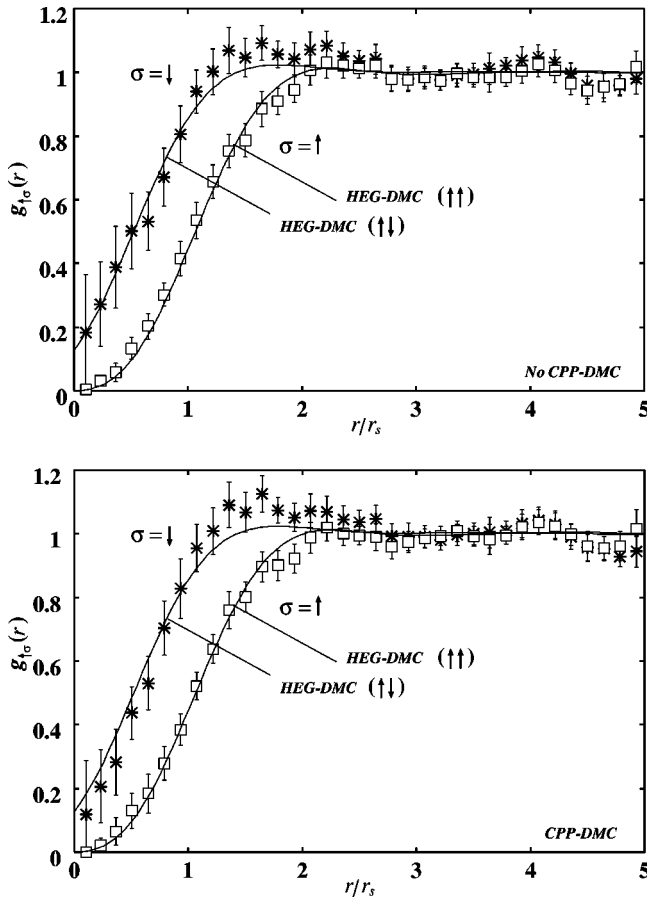 1.2
1.0
0.8
0.6
0.4
0.2
0
g↑σ(r)
σ=↓
σ=↑
HEG-DMC (↑↑)
HEG-DMC (↑↓)
No CPP-DMC
0 1 2 3 4 5
r/rs
1.2
1.0
0.8
0.6
0.4
0.2
0
g↑σ(r)
σ=↓
σ=↑
HEG-DMC (↑↑)
HEG-DMC (↑↓)
CPP-DMC
0 1 2 3 4 5
r/rs